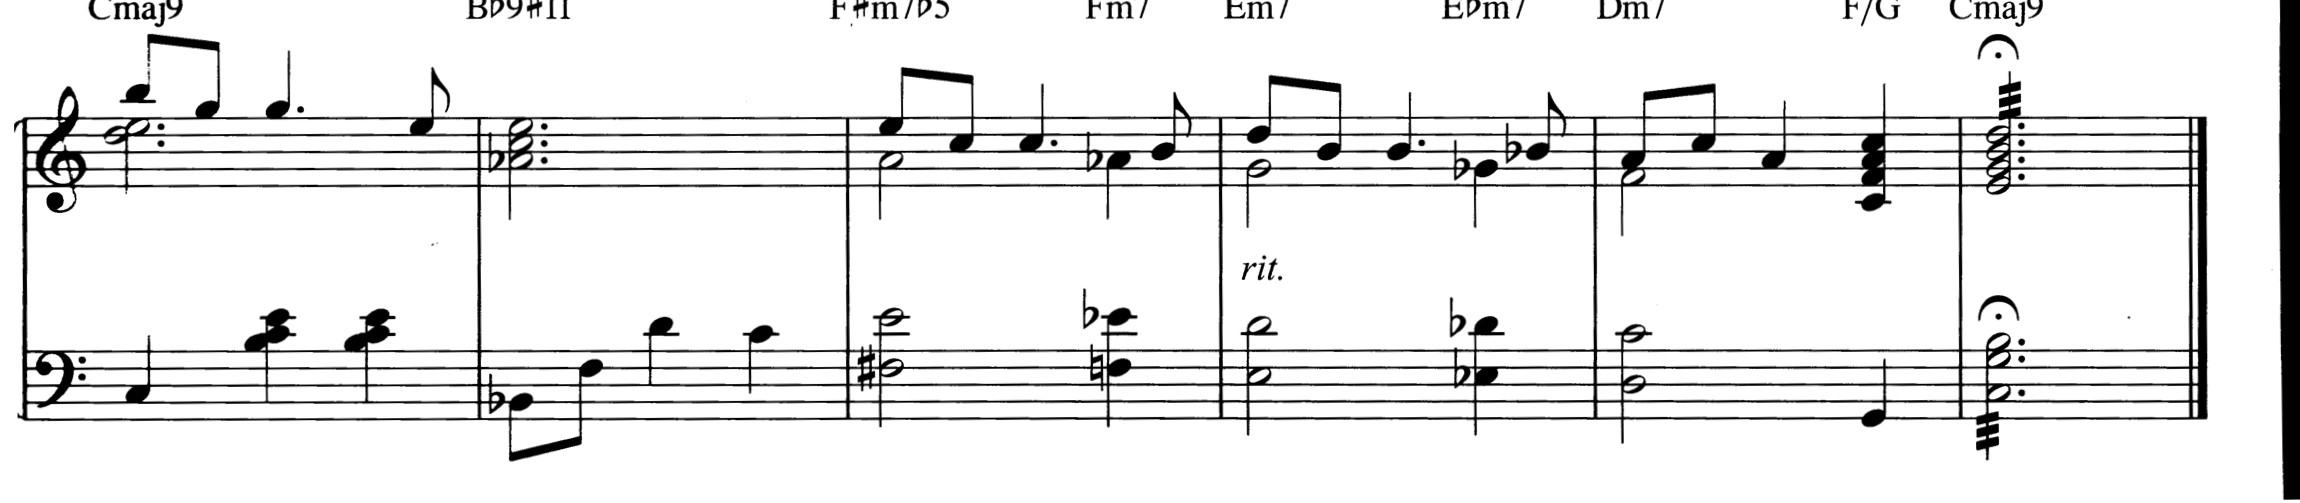 Cmaj9 B♭9#11 F#m7♭5 Fm7 Em7 E♭m7 Dm7 F/G Cmaj9
rit.